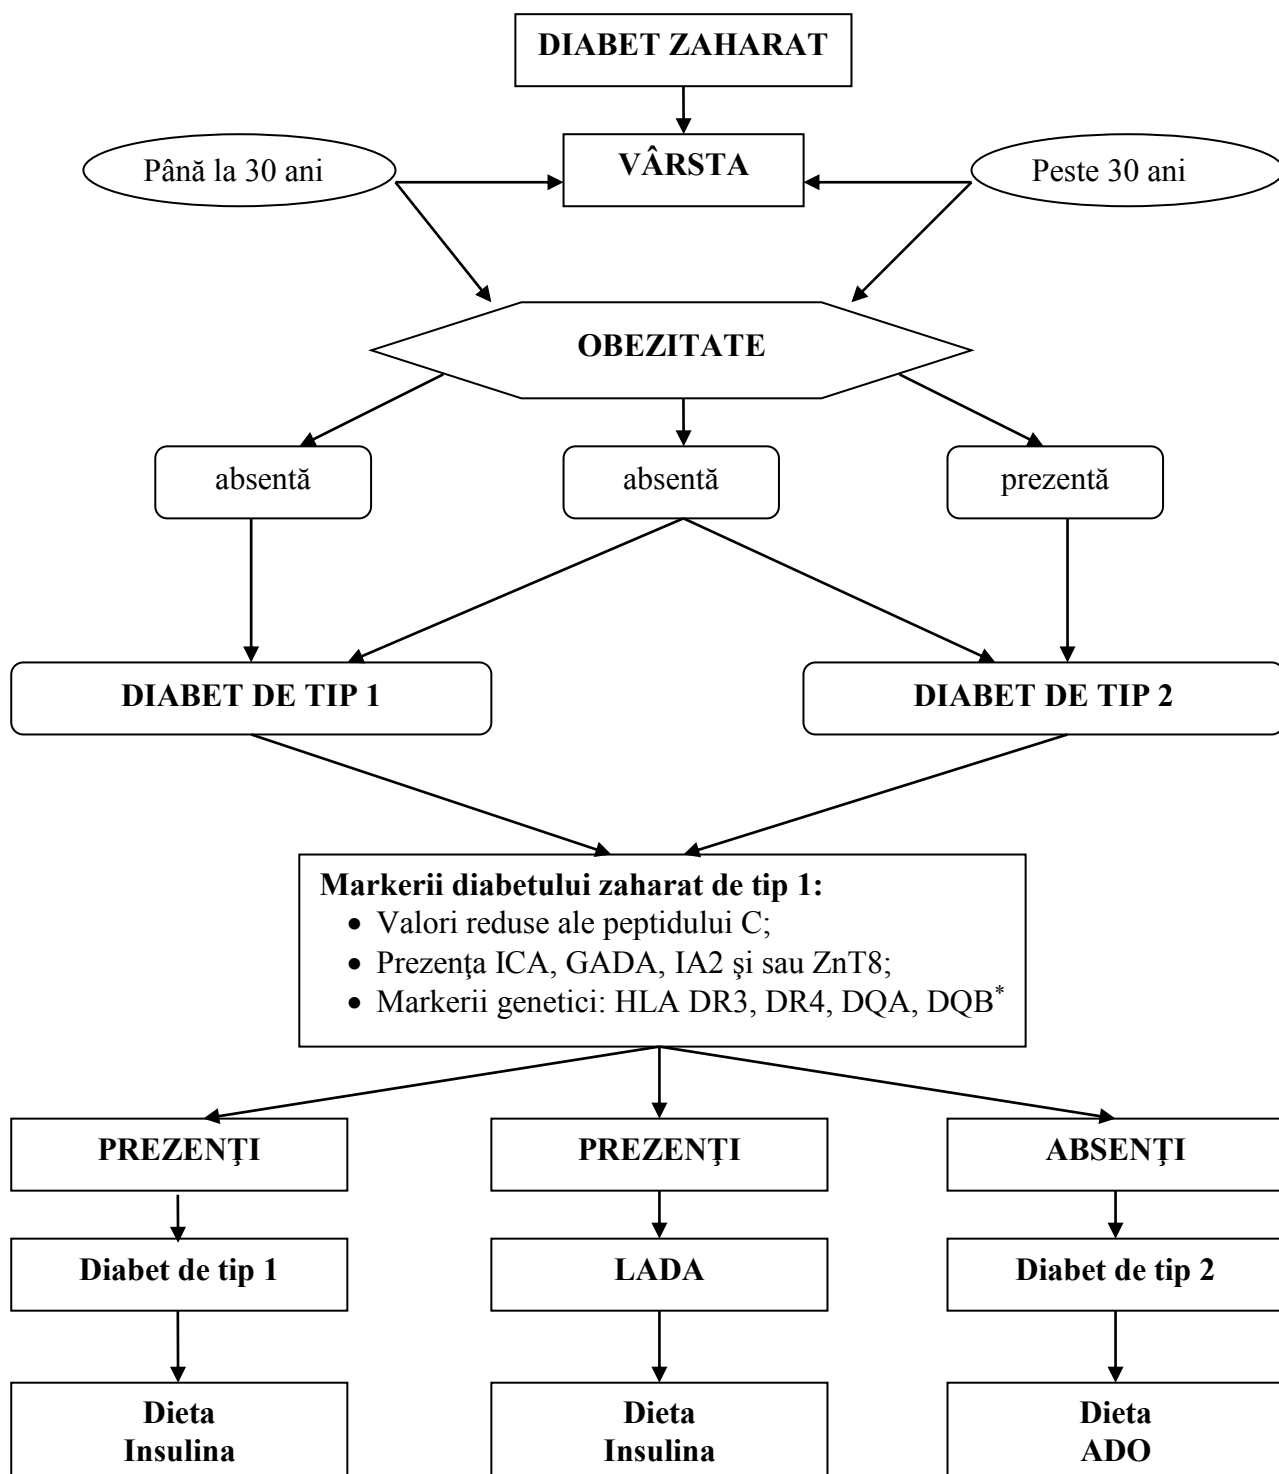 DIABET ZAHARAT
Până la 30 ani
VÂRSTA
Peste 30 ani
OBEZITATE
absentă
absentă
prezentă
DIABET DE TIP 1
DIABET DE TIP 2
Markerii diabetului zaharat de tip 1:
• Valori reduse ale peptidului C;
• Prezenţa ICA, GADA, IA2 şi sau ZnT8;
• Markerii genetici: HLA DR3, DR4, DQA, DQB*
PREZENŢI
PREZENŢI
ABSENŢI
Diabet de tip 1
LADA
Diabet de tip 2
Dieta
Insulina
Dieta
Insulina
Dieta
ADO